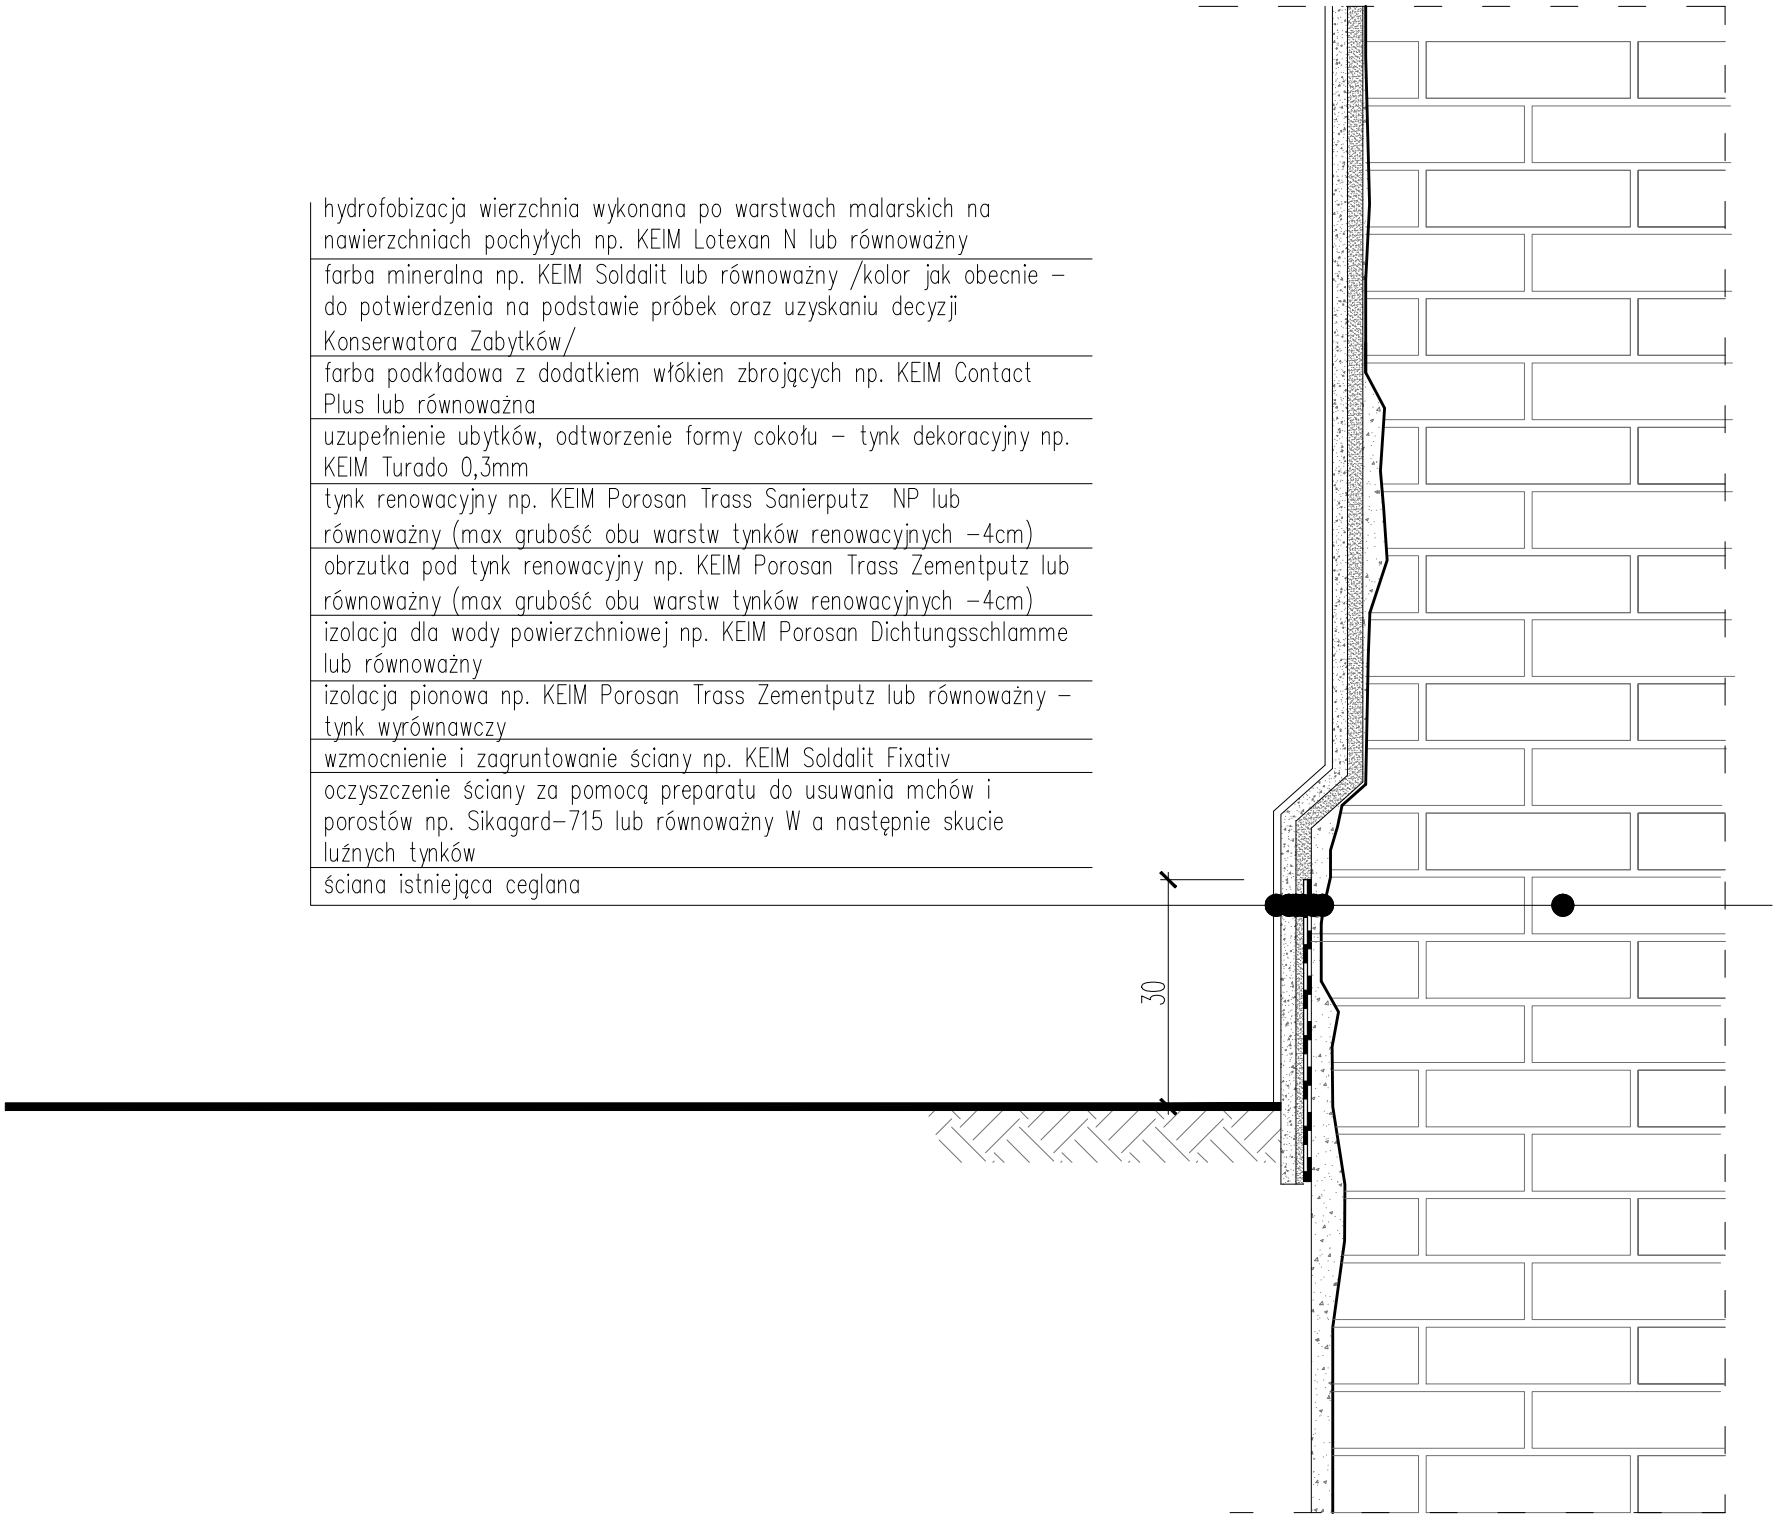 hydrofobizacja wierzchnia wykonana po warstwach malarskich na
nawierzchniach pochyłych np. KEIM Lotexan N lub równoważny
farba mineralna np. KEIM Soldalit lub równoważny /kolor jak obecnie –
do potwierdzenia na podstawie próbek oraz uzyskaniu decyzji
Konserwatora Zabytków/
farba podkładowa z dodatkiem włókien zbrojących np. KEIM Contact
Plus lub równoważna
uzupełnienie ubytków, odtworzenie formy cokołu – tynk dekoracyjny np.
KEIM Turado 0,3mm
tynk renowacyjny np. KEIM Porosan Trass Sanierputz NP lub
równoważny (max grubość obu warstw tynków renowacyjnych –4cm)
obrzutka pod tynk renowacyjny np. KEIM Porosan Trass Zementputz lub
równoważny (max grubość obu warstw tynków renowacyjnych –4cm)
izolacja dla wody powierzchniowej np. KEIM Porosan Dichtungsschlamme
lub równoważny
izolacja pionowa np. KEIM Porosan Trass Zementputz lub równoważny –
tynk wyrównawczy
wzmocnienie i zagruntowanie ściany np. KEIM Soldalit Fixativ
oczyszczenie ściany za pomocą preparatu do usuwania mchów i
porostów np. Sikagard–715 lub równoważny W a następnie skucie
luźnych tynków
ściana istniejąca ceglana
30